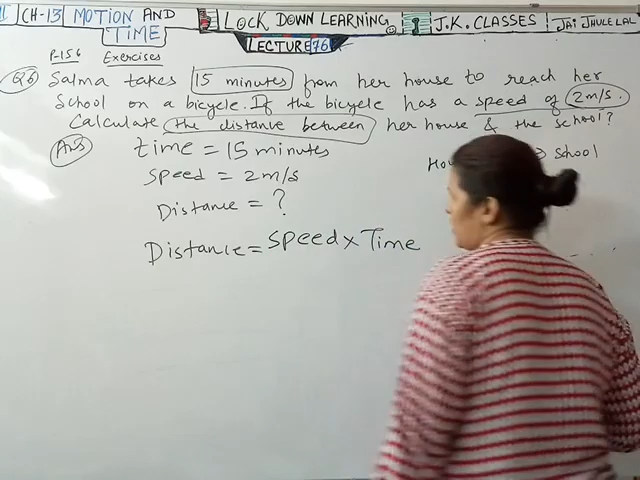 CH-13 MOTION AND TIME
LOCK DOWN LEARNING
J.K. CLASSES
JAI JHULELAL
LECTURE 76
P-156 Exercises
Q6 Salma takes 15 minutes from her house to reach her
School on a bicycle. If the bicycle has a speed of 2m/s.
Calculate the distance between her house & the school?
Ans time = 15 minutes
Speed = 2m/s
Distance = ?
Distance = Speed x Time
School